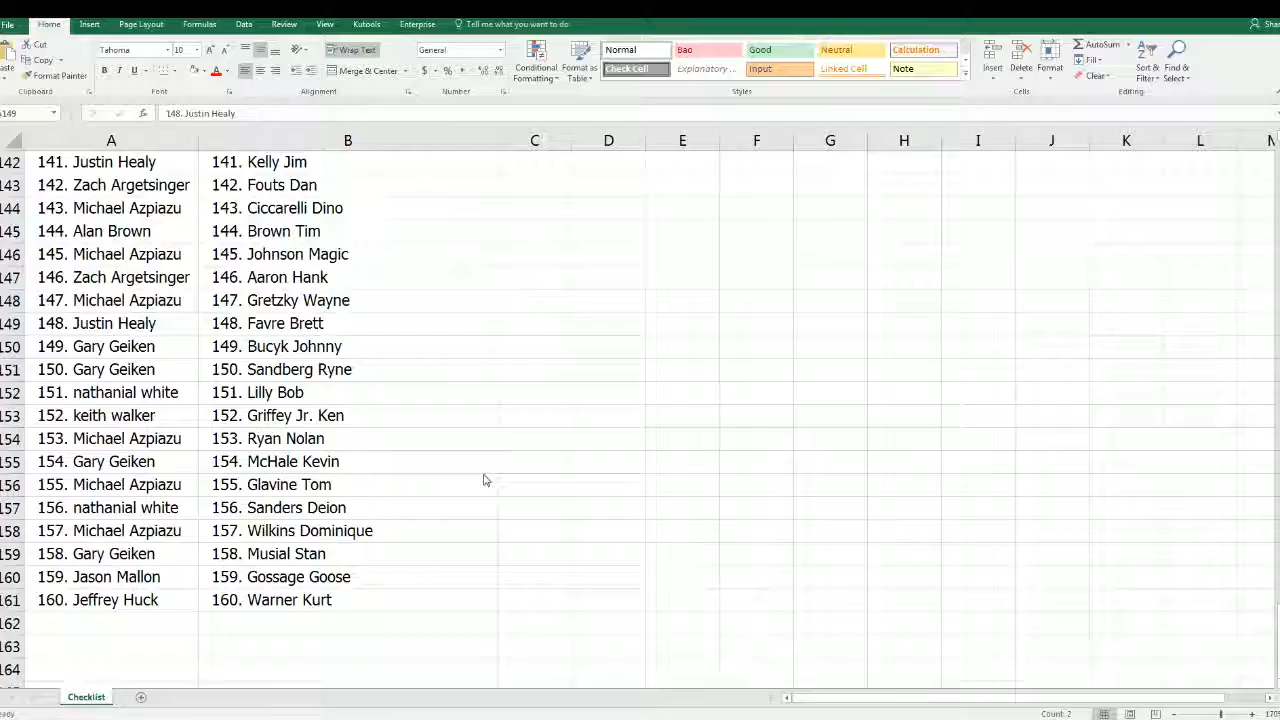 File Home Insert Page Layout Formulas Data Review View Kutools Enterprise Tell me what you want to do
Cut Tahoma 10 Wrap Text General Normal Bad Good Neutral Calculation AutoSum
Copy Conditional Format as Insert Delete Format Fill Sort & Find &
Format Painter B I U Merge & Center $ % Formatting Table Check Cell Explanatory ... Input Linked Cell Note Clear Filter Select
Clipboard Font Alignment Number Styles Cells Editing
A149 fx 148. Justin Healy
A B C D E F G H I J K L M
142 141. Justin Healy 141. Kelly Jim
143 142. Zach Argetsinger 142. Fouts Dan
144 143. Michael Azpiazu 143. Ciccarelli Dino
145 144. Alan Brown 144. Brown Tim
146 145. Michael Azpiazu 145. Johnson Magic
147 146. Zach Argetsinger 146. Aaron Hank
148 147. Michael Azpiazu 147. Gretzky Wayne
149 148. Justin Healy 148. Favre Brett
150 149. Gary Geiken 149. Bucyk Johnny
151 150. Gary Geiken 150. Sandberg Ryne
152 151. nathanial white 151. Lilly Bob
153 152. keith walker 152. Griffey Jr. Ken
154 153. Michael Azpiazu 153. Ryan Nolan
155 154. Gary Geiken 154. McHale Kevin
156 155. Michael Azpiazu 155. Glavine Tom
157 156. nathanial white 156. Sanders Deion
158 157. Michael Azpiazu 157. Wilkins Dominique
159 158. Gary Geiken 158. Musial Stan
160 159. Jason Mallon 159. Gossage Goose
161 160. Jeffrey Huck 160. Warner Kurt
162
163
164
Checklist
Count: 2